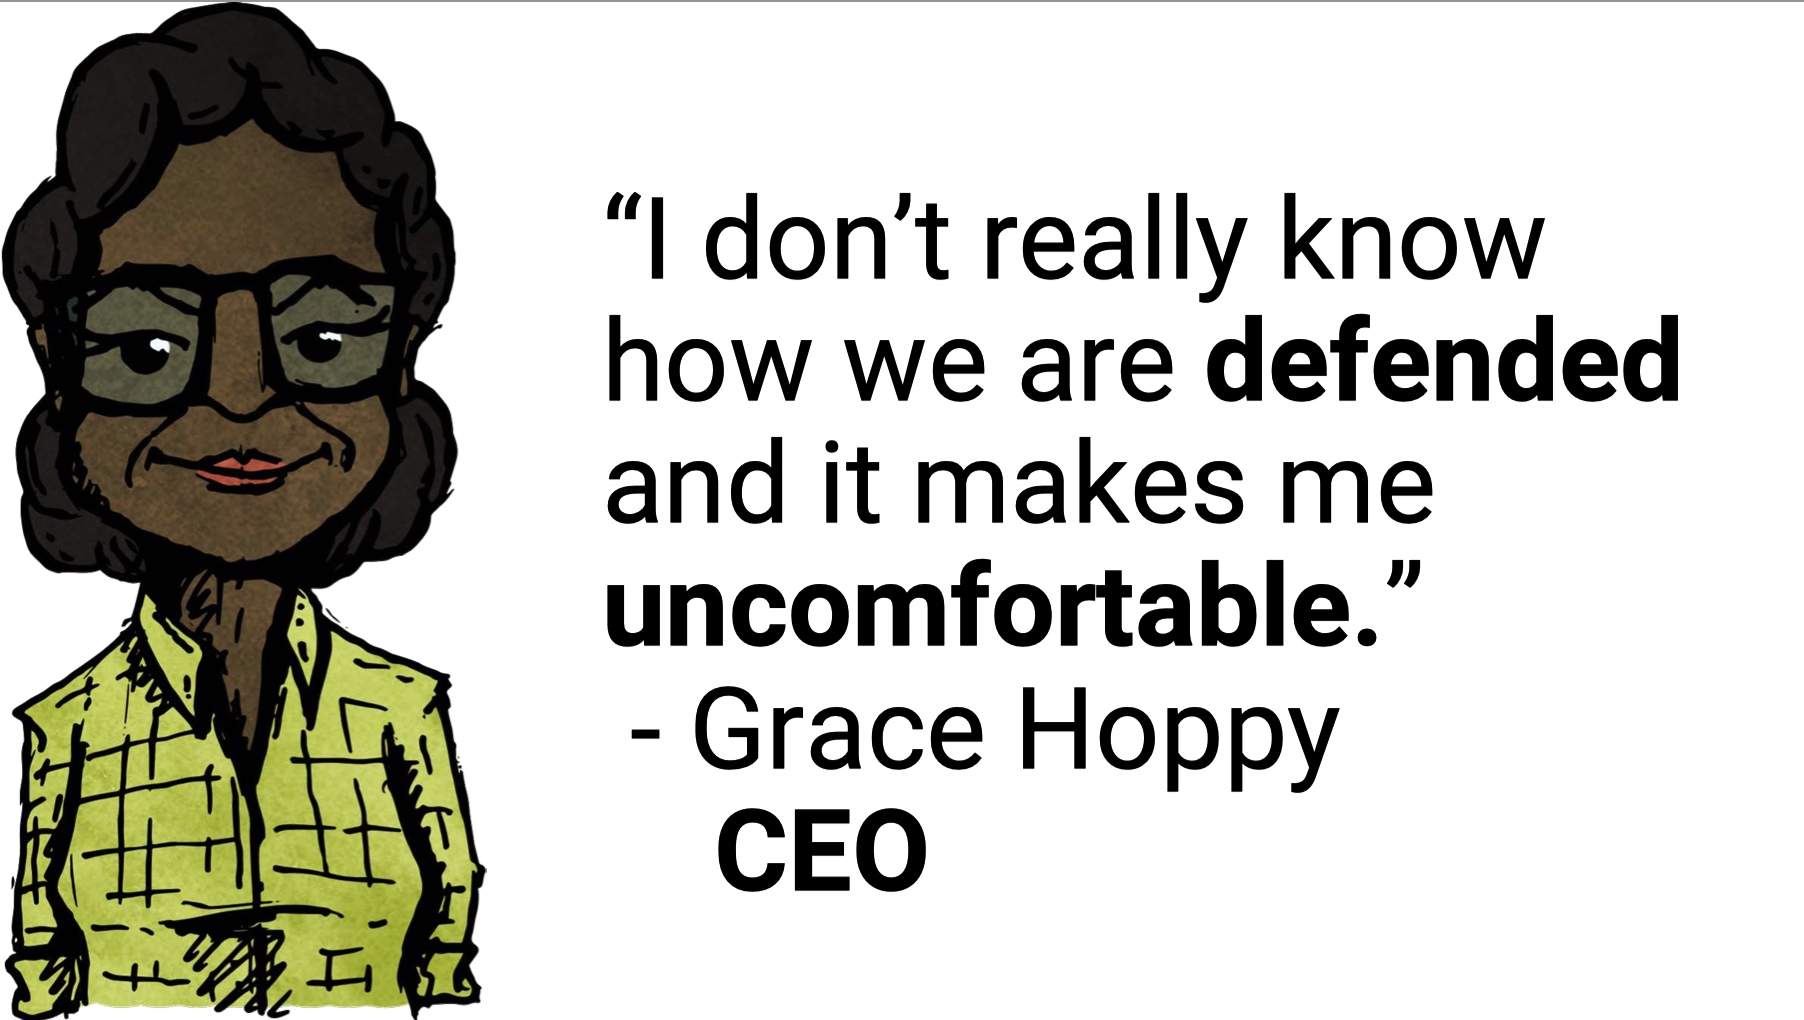 “I don’t really know
how we are defended
and it makes me
uncomfortable.”
- Grace Hoppy
CEO